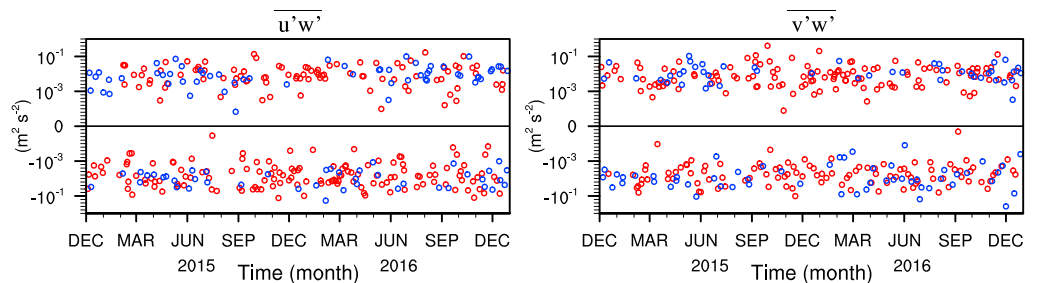 u'w'
v'w'
10⁻¹
10⁻³
0
-10⁻³
-10⁻¹
(m² s⁻²)
DEC MAR JUN SEP DEC MAR JUN SEP DEC
2015 2016
Time (month)
10⁻¹
10⁻³
0
-10⁻³
-10⁻¹
(m² s⁻²)
DEC MAR JUN SEP DEC MAR JUN SEP DEC
2015 2016
Time (month)